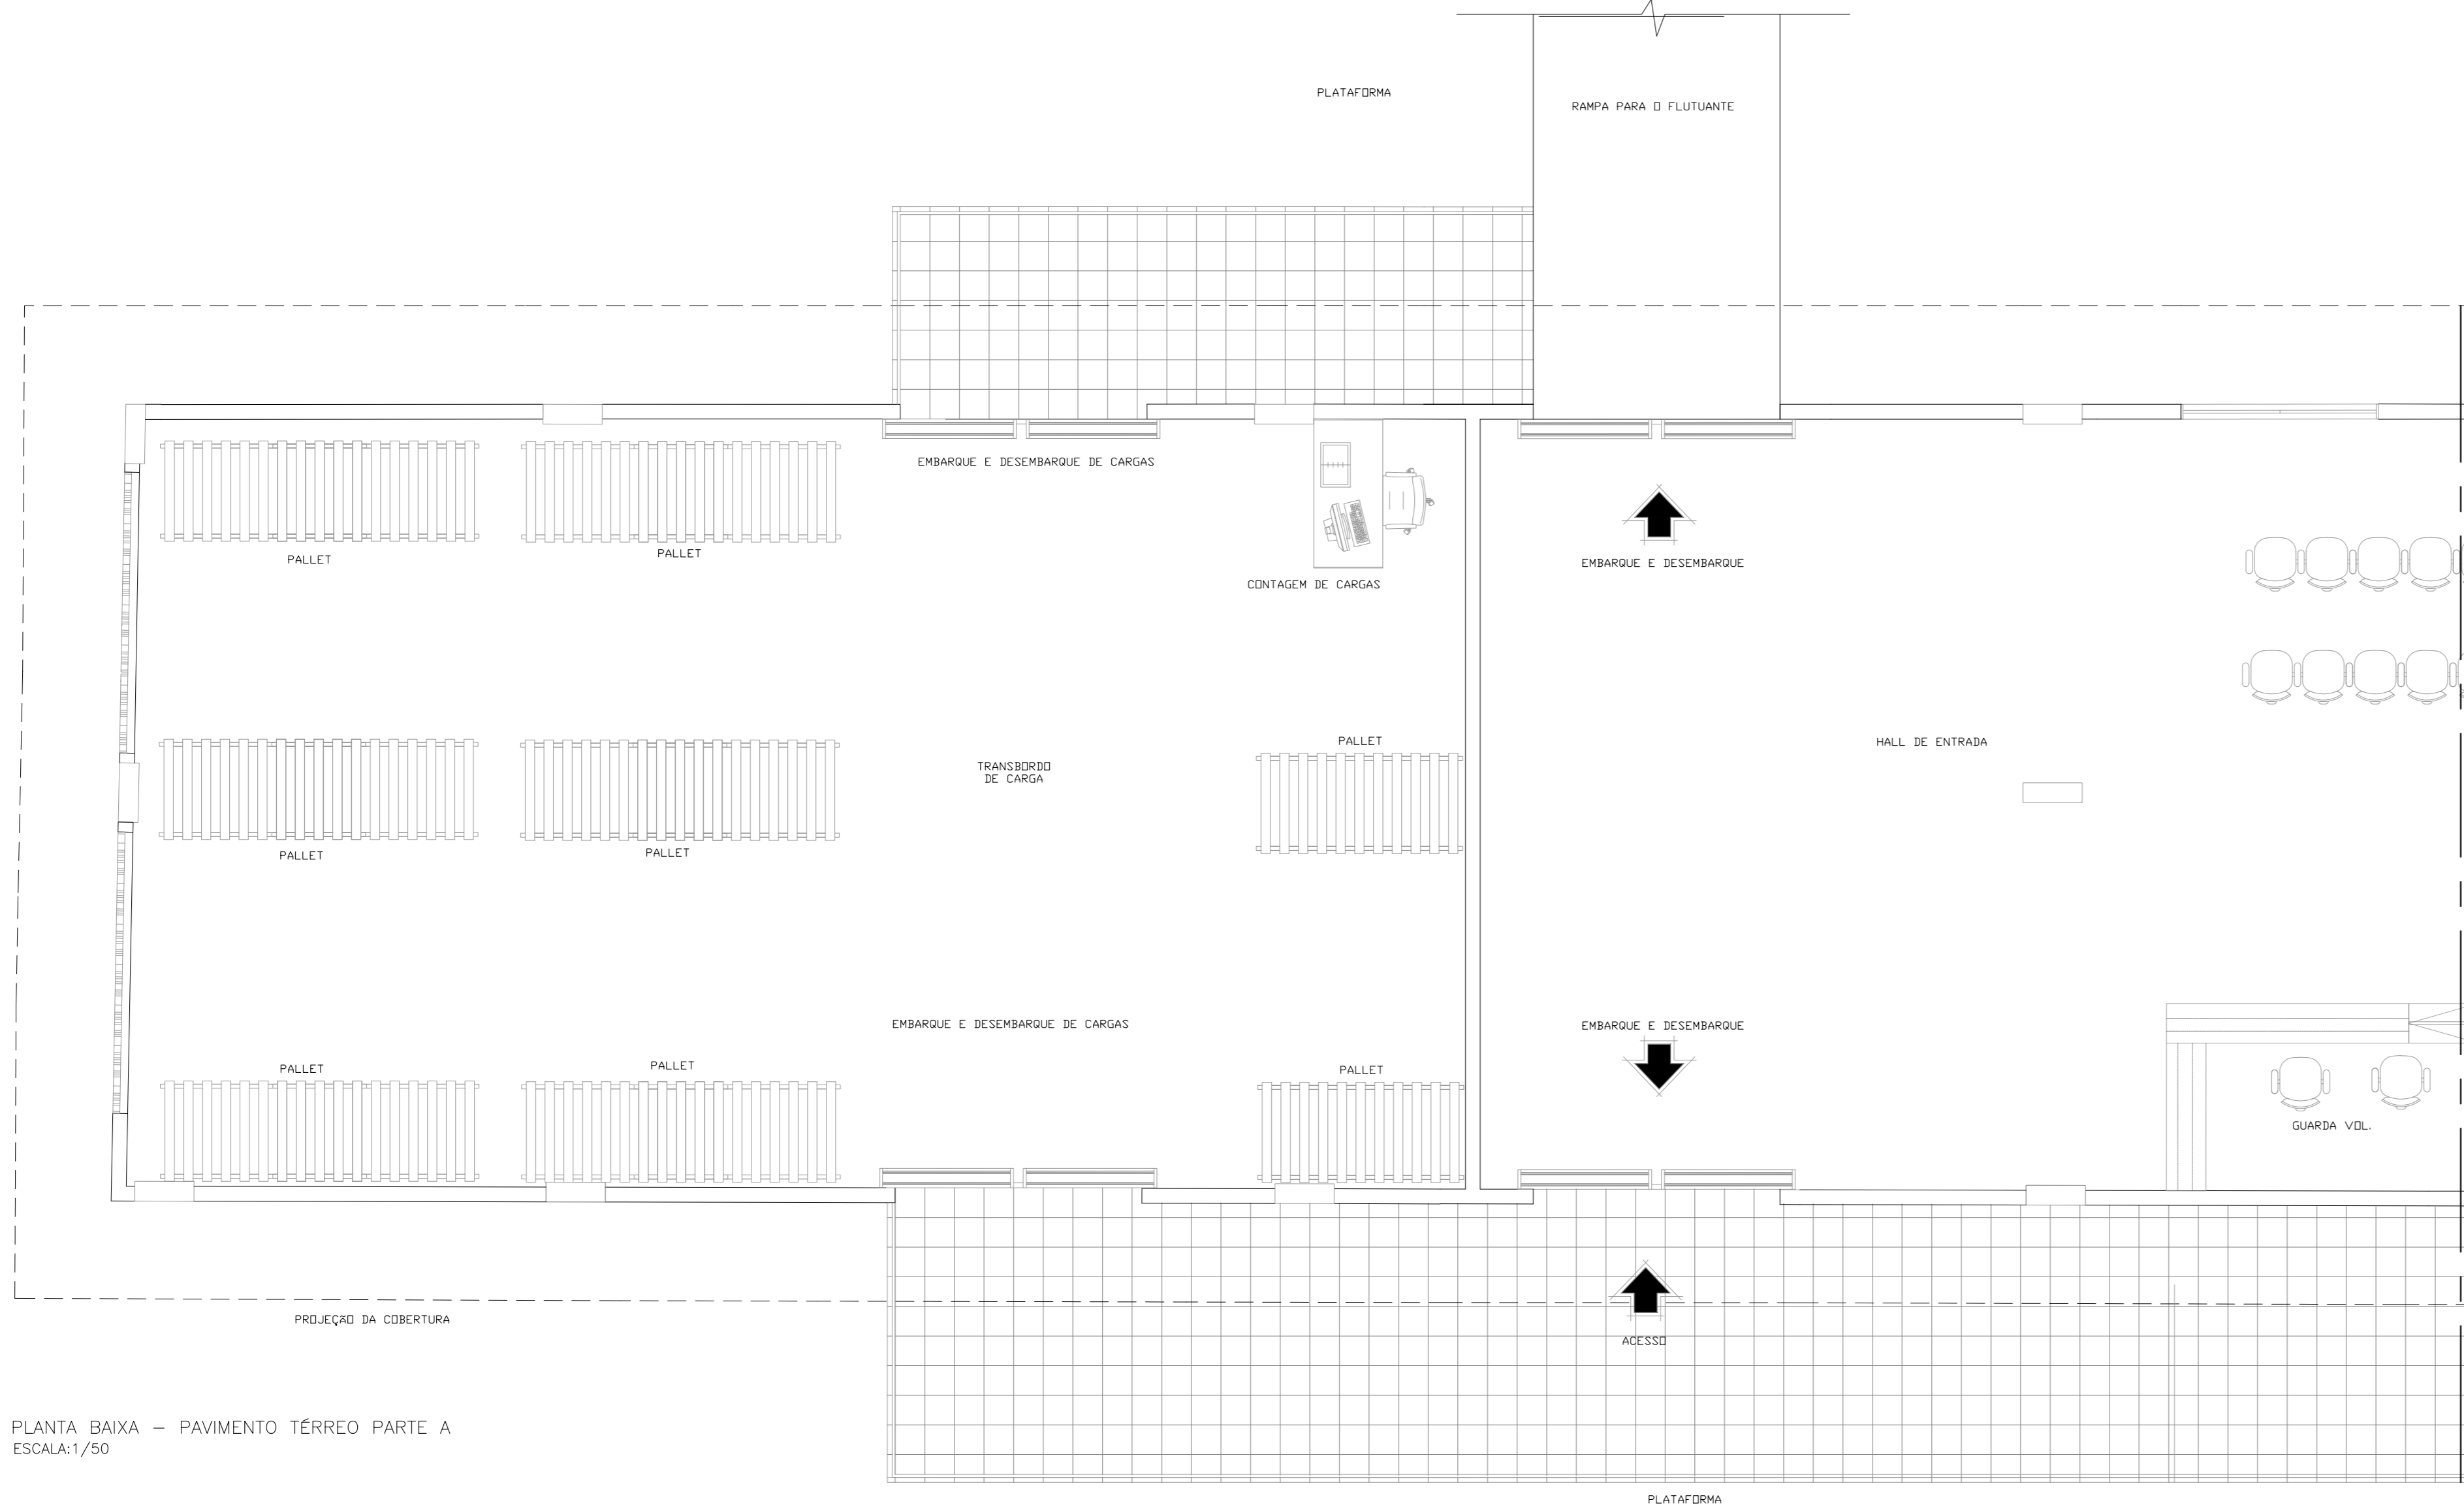 PLATAFORMA
RAMPA PARA O FLUTUANTE
EMBARQUE E DESEMBARQUE DE CARGAS
PALLET
PALLET
CONTAGEM DE CARGAS
EMBARQUE E DESEMBARQUE
PALLET
HALL DE ENTRADA
TRANSBORDO
DE CARGA
PALLET
PALLET
EMBARQUE E DESEMBARQUE DE CARGAS
EMBARQUE E DESEMBARQUE
PALLET
PALLET
PALLET
GUARDA VOL.
PROJEÇÃO DA COBERTURA
ACESSO
PLANTA BAIXA – PAVIMENTO TÉRREO PARTE A
ESCALA:1/50
PLATAFORMA